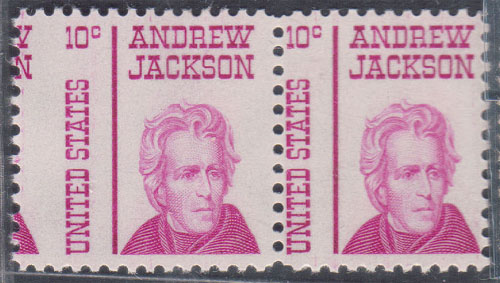 W
N
10c ANDREW
JACKSON
UNITED STATES
10c ANDREW
JACKSON
UNITED STATES